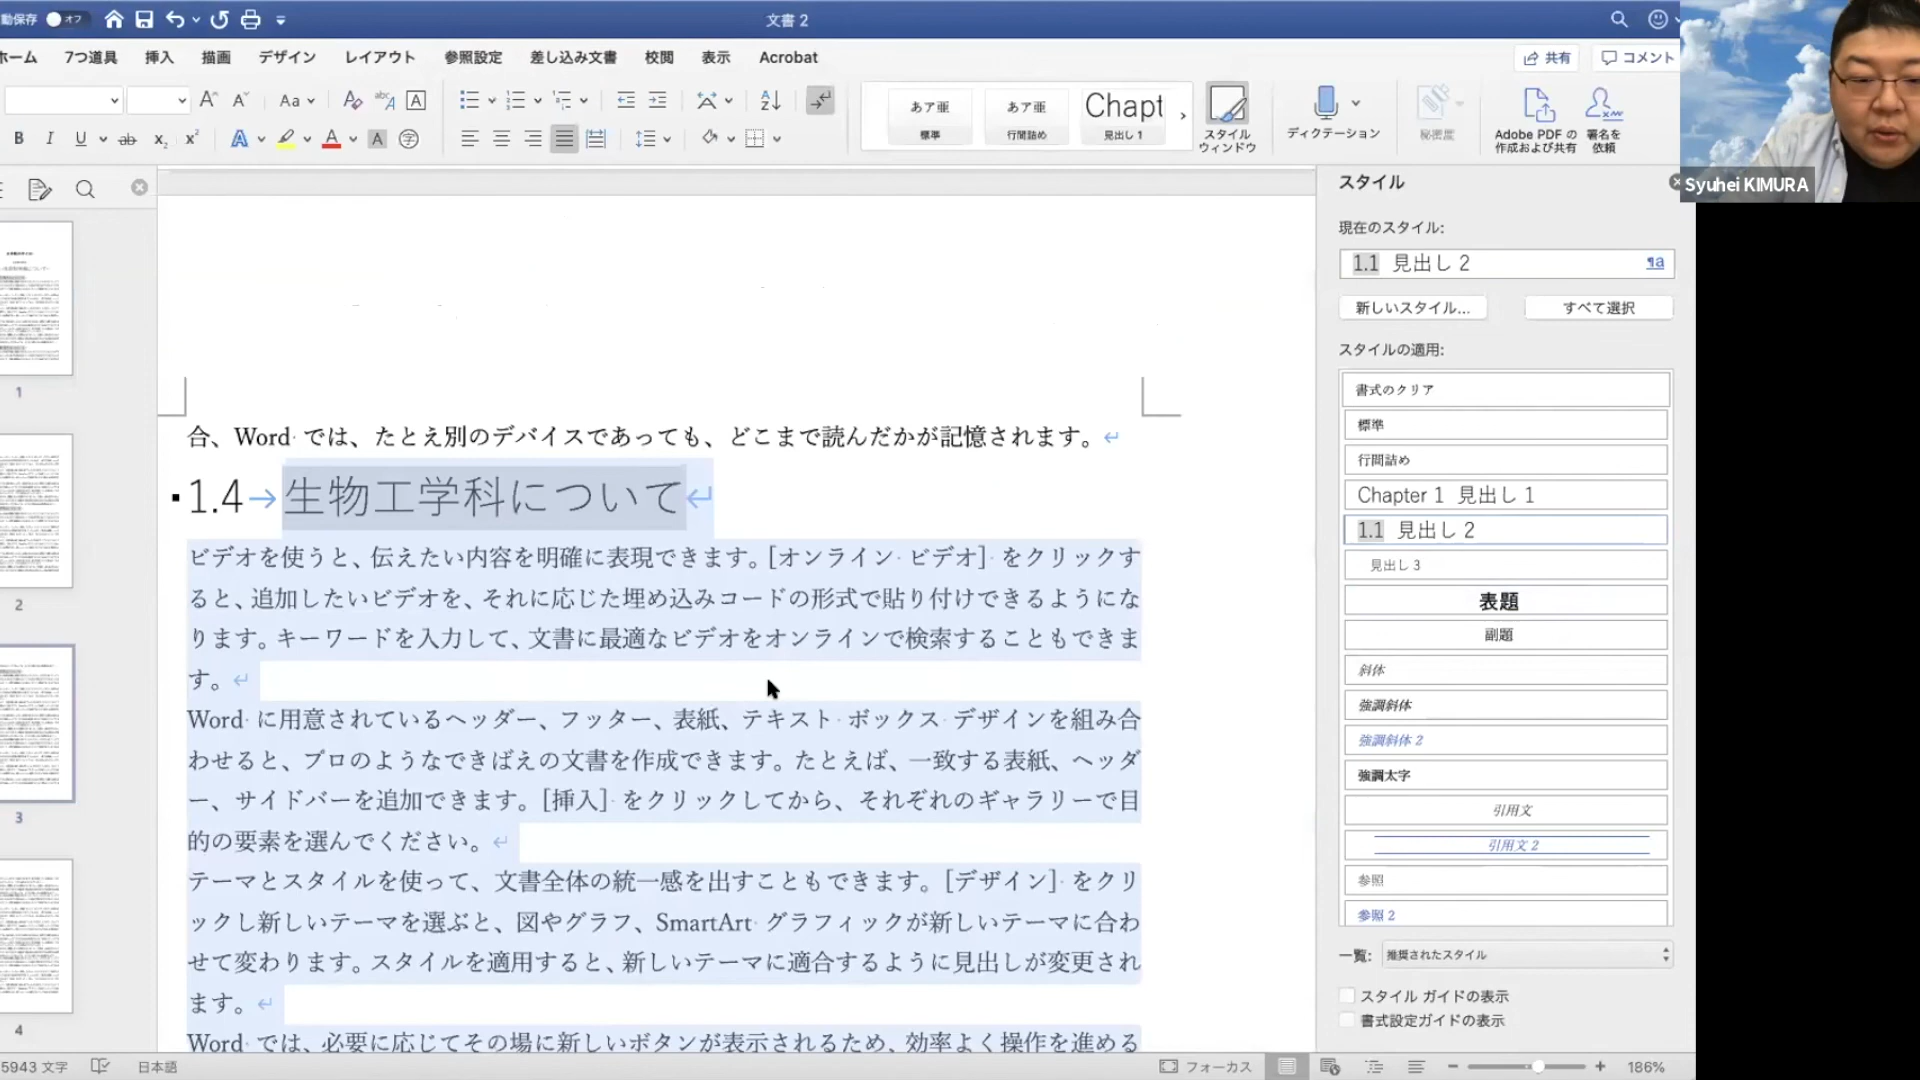 動保存 オフ
文書 2
ホーム 7つ道具 挿入 描画 デザイン レイアウト 参照設定 差し込み文書 校閲 表示 Acrobat 共有 コメント
あア亜 標準
あア亜 行間詰め
Chapt 見出し 1
スタイル
ウィンドウ
ディクテーション
秘密度
Adobe PDF の
作成および共有
署名を
依頼
Syuhei KIMURA
1
2
3
4
合、Word では、たとえ別のデバイスであっても、どこまで読んだかが記憶されます。
1.4 生物工学科について
ビデオを使うと、伝えたい内容を明確に表現できます。[オンライン ビデオ] をクリックす
ると、追加したいビデオを、それに応じた埋め込みコードの形式で貼り付けできるようにな
ります。キーワードを入力して、文書に最適なビデオをオンラインで検索することもできま
す。
Word に用意されているヘッダー、フッター、表紙、テキスト ボックス デザインを組み合
わせると、プロのようなできばえの文書を作成できます。たとえば、一致する表紙、ヘッダ
ー、サイドバーを追加できます。[挿入] をクリックしてから、それぞれのギャラリーで目
的の要素を選んでください。
テーマとスタイルを使って、文書全体の統一感を出すこともできます。[デザイン] をクリ
ックし新しいテーマを選ぶと、図やグラフ、SmartArt グラフィックが新しいテーマに合わ
せて変わります。スタイルを適用すると、新しいテーマに適合するように見出しが変更され
ます。
Word では、必要に応じてその場に新しいボタンが表示されるため、効率よく操作を進める
スタイル
現在のスタイル:
1.1 見出し 2
新しいスタイル... すべて選択
スタイルの適用:
書式のクリア
標準
行間詰め
Chapter 1 見出し 1
1.1 見出し 2
見出し 3
表題
副題
斜体
強調斜体
強調斜体 2
強調太字
引用文
引用文 2
参照
参照 2
一覧: 推奨されたスタイル
スタイル ガイドの表示
書式設定ガイドの表示
5943 文字 日本語 フォーカス 186%